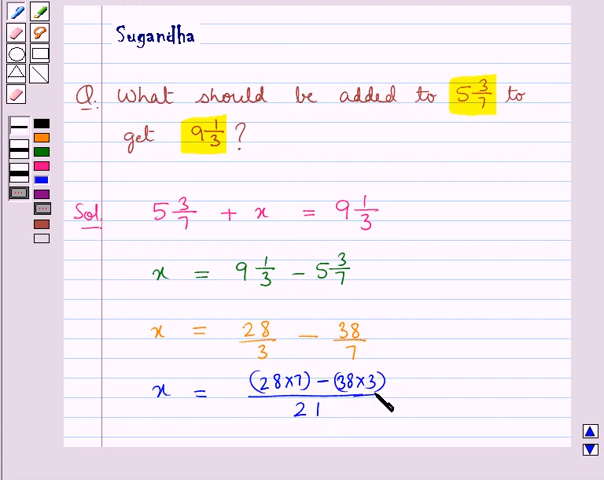 Sugandha
Q. What should be added to 5 3/7 to
get 9 1/3 ?
Sol. 5 3/7 + x = 9 1/3
x = 9 1/3 − 5 3/7
x = 28/3 − 38/7
x = (28×7) − (38×3) / 21